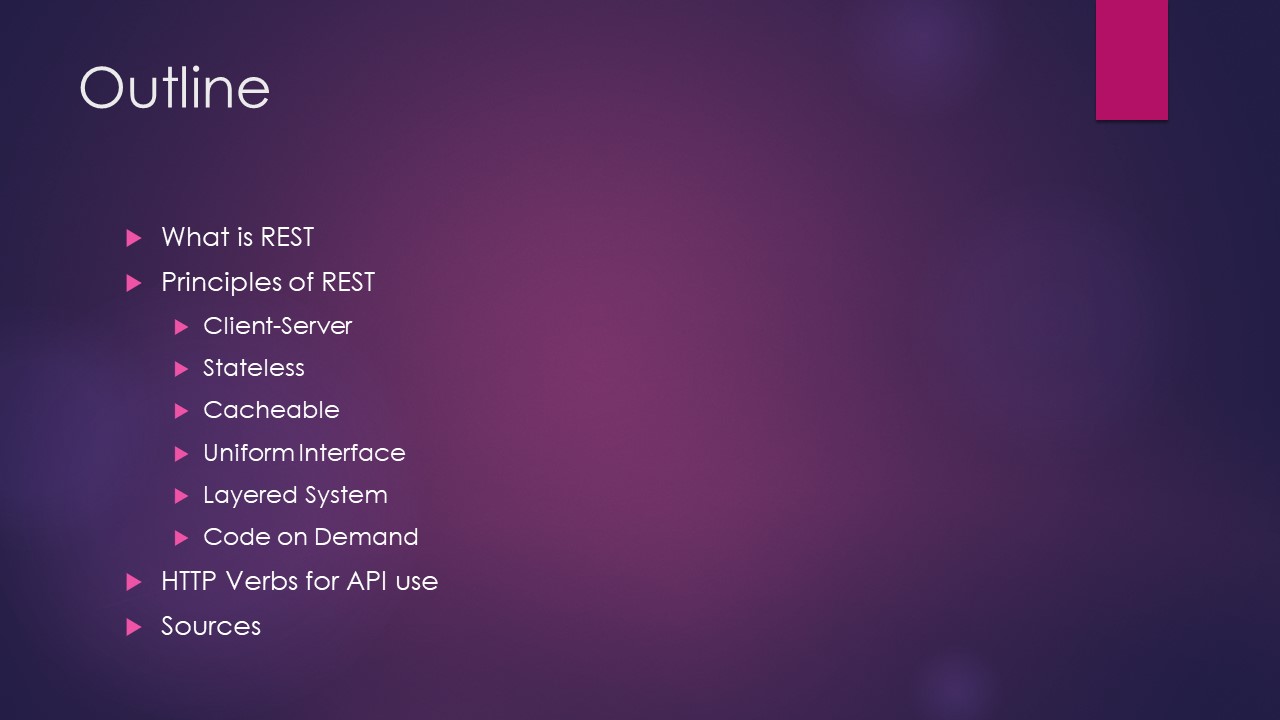 Outline
What is REST
Principles of REST
Client-Server
Stateless
Cacheable
Uniform Interface
Layered System
Code on Demand
HTTP Verbs for API use
Sources